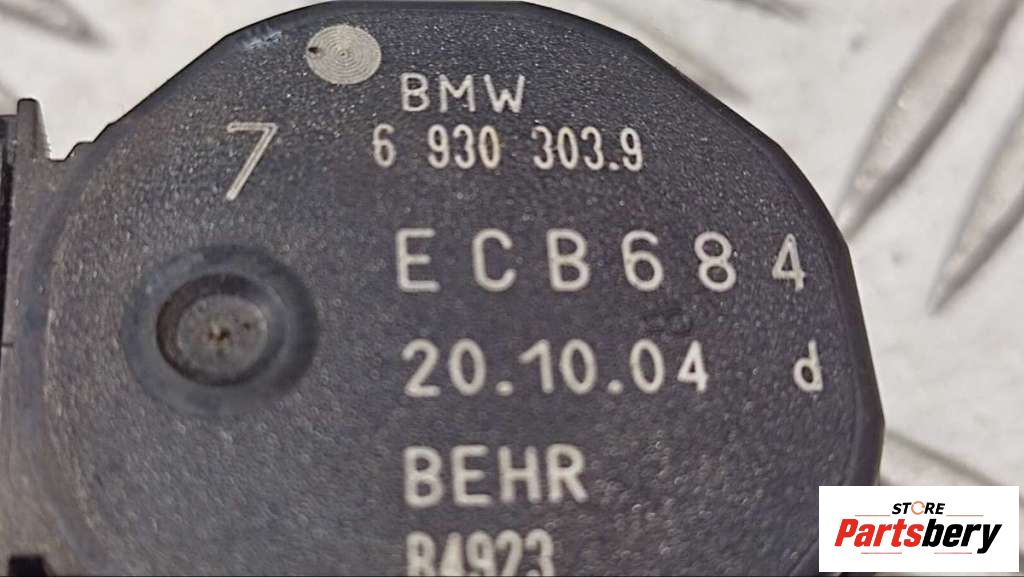 BMW
7
6 930 303.9
ECB684
20.10.04 d
BEHR
B4923
STORE
Partsbery